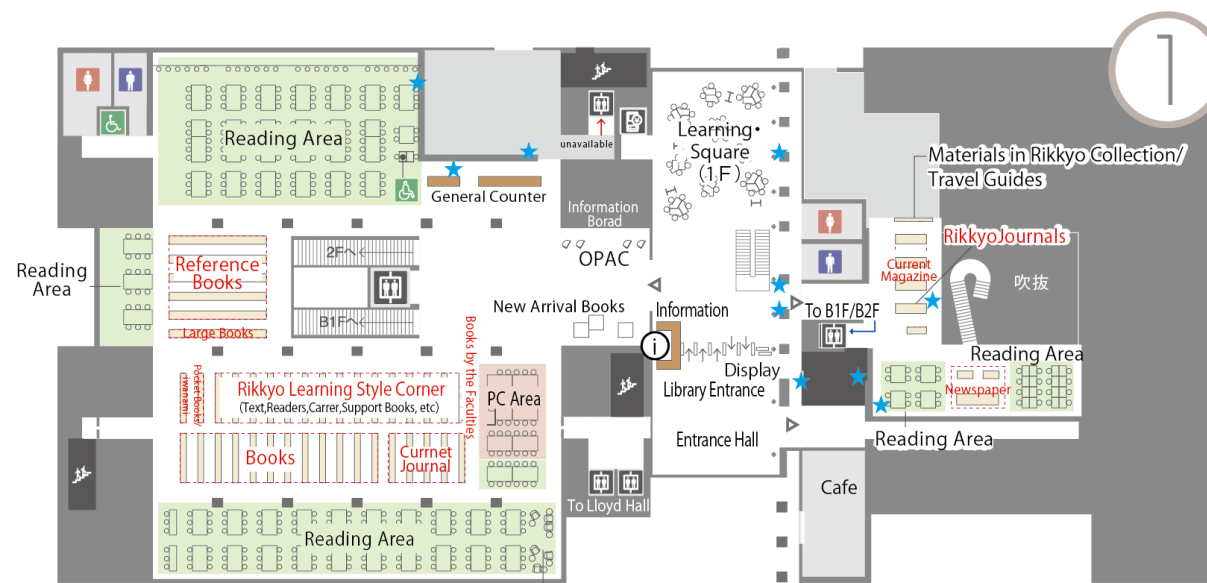 1
Reading Area
unavailable
General Counter
Learning・
Square
(1F)
Materials in Rikkyo Collection/
Travel Guides
Information
Borad
OPAC
RikkyoJournals
Current
Magazine
吹抜
Reading
Area
Reference
Books
Large Books
2Fへ
B1Fへ
New Arrival Books
Information
i
To B1F/B2F
Display
Library Entrance
Reading Area
Newspaper
Reading Area
Pocket Books/
iwanami
Rikkyo Learning Style Corner
(Text,Readers,Carrer,Support Books, etc)
Books by the Faculties
PC Area
Entrance Hall
Books
Currnet
Journal
To Lloyd Hall
Cafe
Reading Area